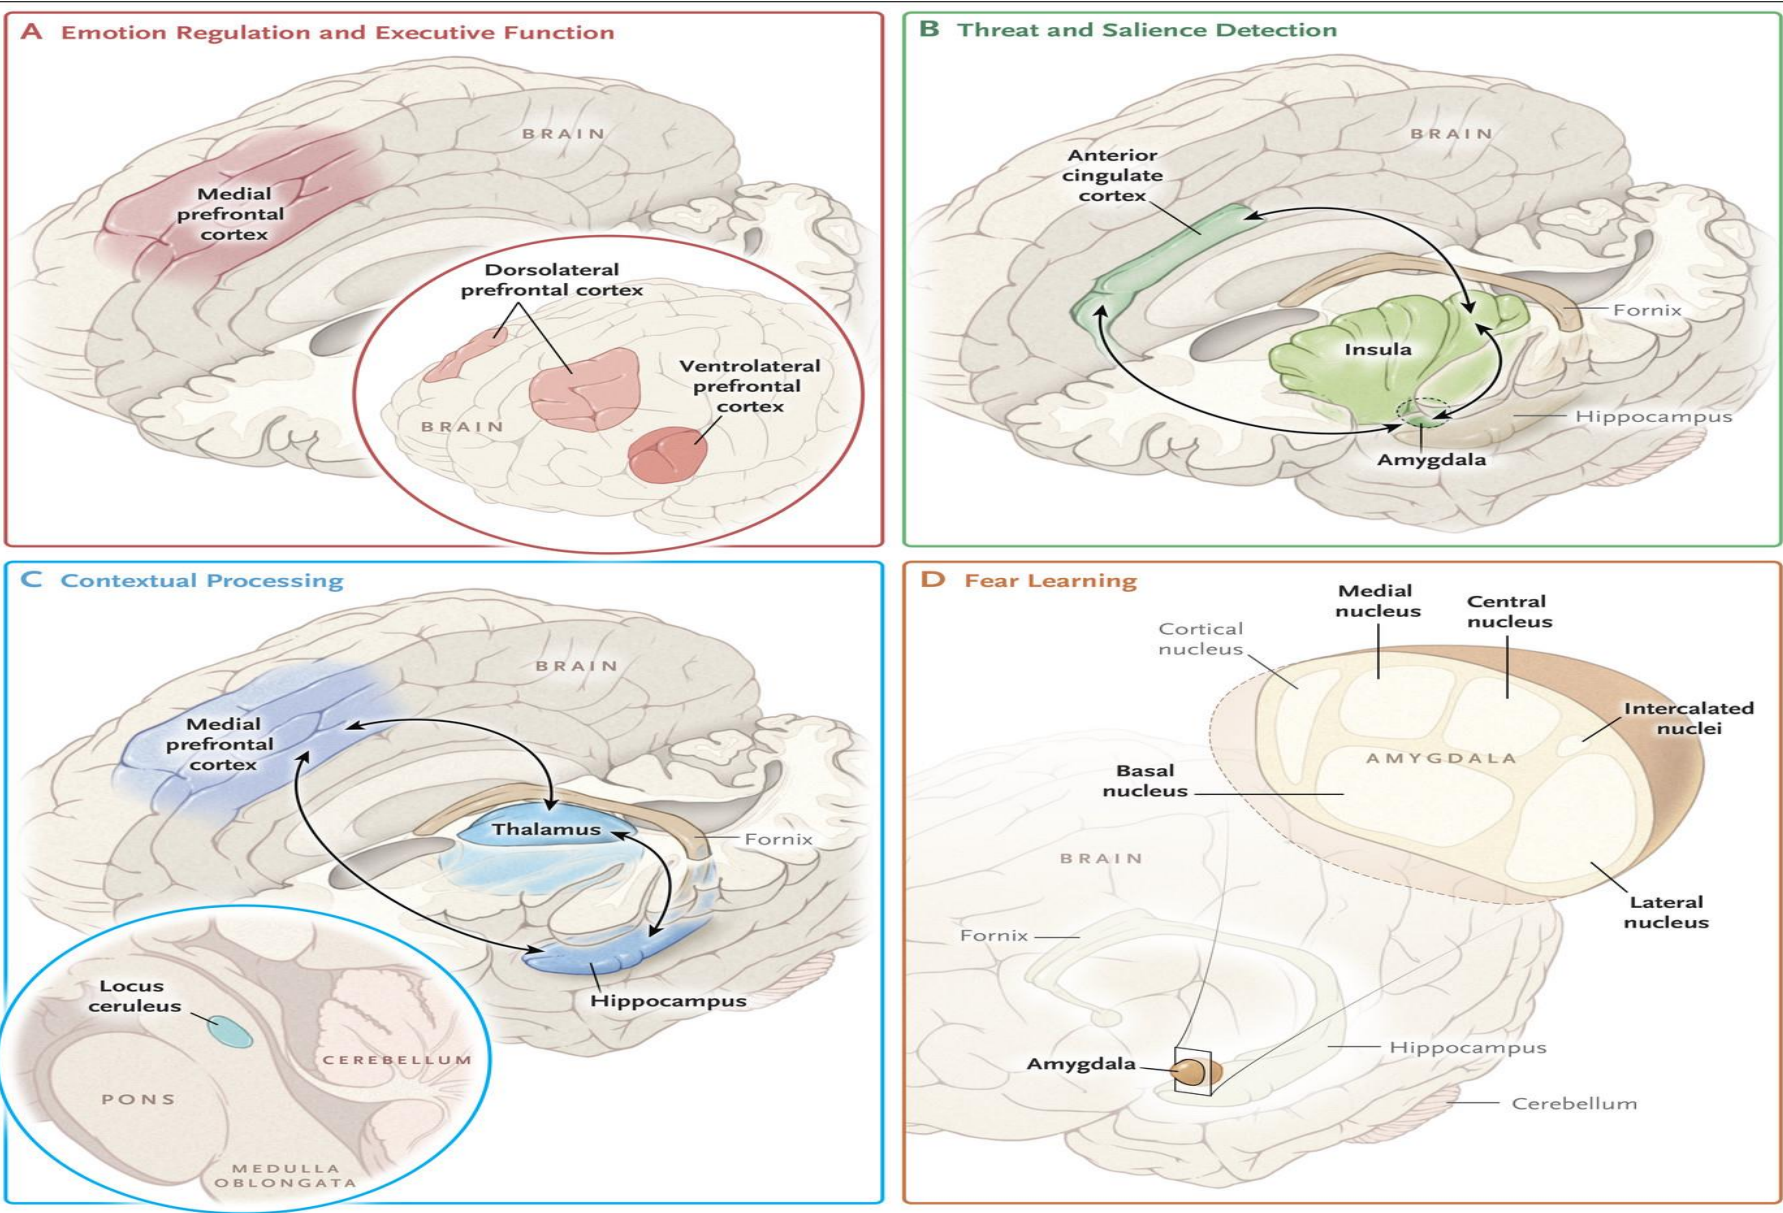 A Emotion Regulation and Executive Function
BRAIN
Medial
prefrontal
cortex
Dorsolateral
prefrontal cortex
Ventrolateral
prefrontal
cortex
BRAIN
B Threat and Salience Detection
BRAIN
Anterior
cingulate
cortex
Fornix
Insula
Hippocampus
Amygdala
C Contextual Processing
BRAIN
Medial
prefrontal
cortex
Thalamus
Fornix
Hippocampus
Locus
ceruleus
CEREBELLUM
PONS
MEDULLA
OBLONGATA
D Fear Learning
Medial
nucleus
Central
nucleus
Cortical
nucleus
Intercalated
nuclei
AMYGDALA
Basal
nucleus
BRAIN
Lateral
nucleus
Fornix
Hippocampus
Amygdala
Cerebellum